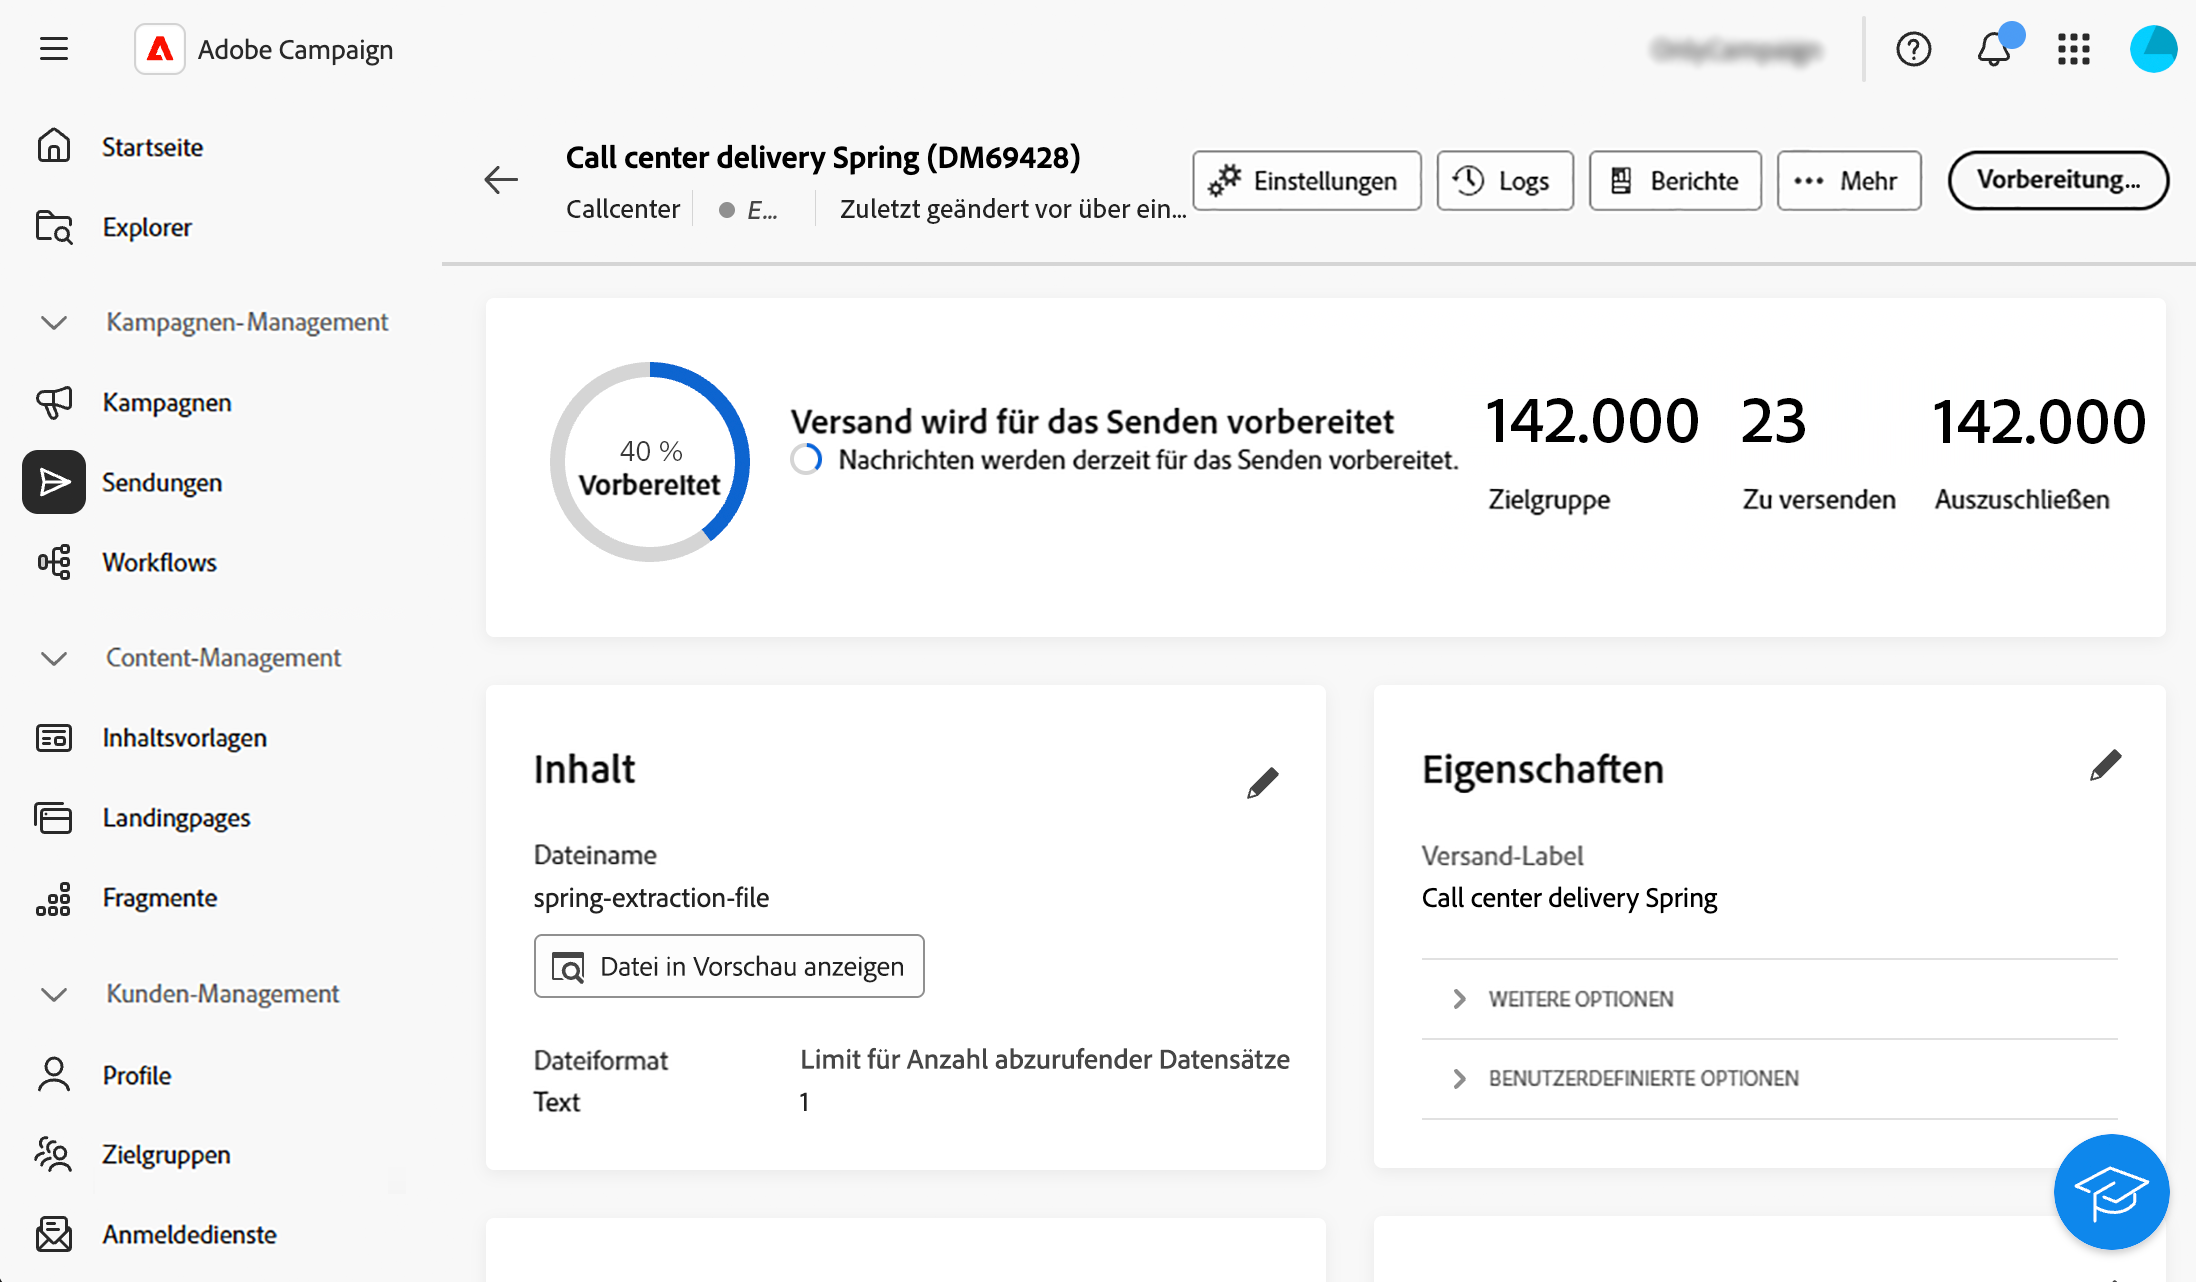 Adobe Campaign
Startseite
Explorer
Kampagnen-Management
Kampagnen
Sendungen
Workflows
Content-Management
Inhaltsvorlagen
Landingpages
Fragmente
Kunden-Management
Profile
Zielgruppen
Anmeldedienste
Call center delivery Spring (DM69428)
Callcenter
E...
Zuletzt geändert vor über ein...
Einstellungen
Logs
Berichte
Mehr
Vorbereitung...
40 %
Vorbereitet
Versand wird für das Senden vorbereitet
Nachrichten werden derzeit für das Senden vorbereitet.
142.000
Zielgruppe
23
Zu versenden
142.000
Auszuschließen
Inhalt
Dateiname
spring-extraction-file
Datei in Vorschau anzeigen
Dateiformat
Text
Limit für Anzahl abzurufender Datensätze
1
Eigenschaften
Versand-Label
Call center delivery Spring
WEITERE OPTIONEN
BENUTZERDEFINIERTE OPTIONEN